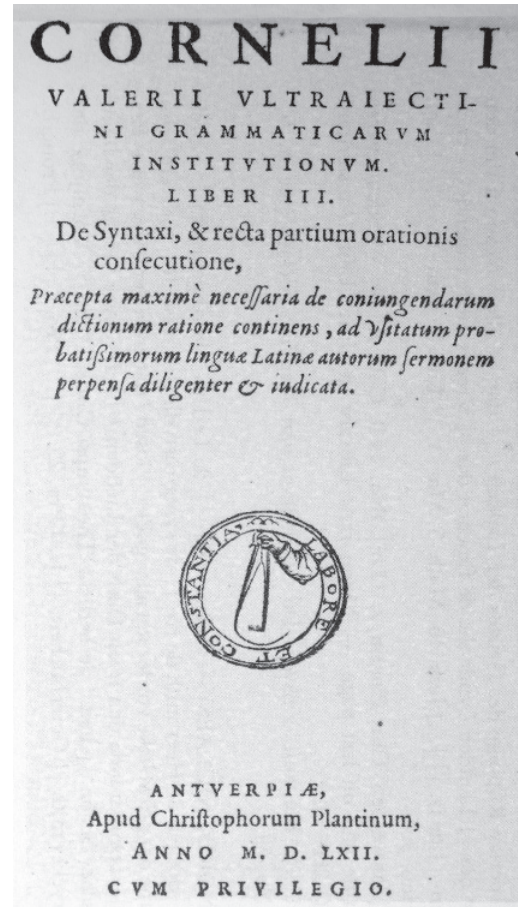 CORNELII
VALERII VLTRAIECTI-
NI GRAMMATICARVM
INSTITVTIONVM.
LIBER III.
De Syntaxi, & recta partium orationis
conſecutione,
Præcepta maximè neceſſaria de coniungendarum
dictionum ratione continens, ad vſitatum pro-
batißimorum linguæ Latinæ autorum ſermonem
perpenſa diligenter & iudicata.
LABORE ET CONSTANTIA,
ANTVERPIÆ,
Apud Chriſtophorum Plantinum,
ANNO M. D. LXII.
CVM PRIVILEGIO.